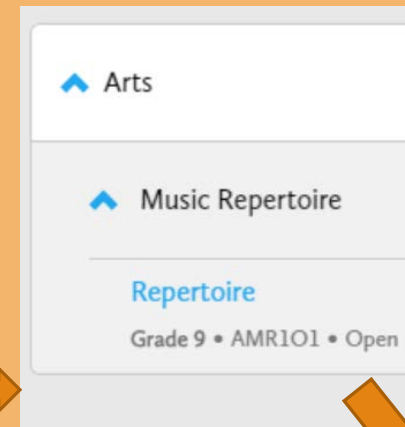 Arts
Music Repertoire
Repertoire
Grade 9 • AMR1O1 • Open